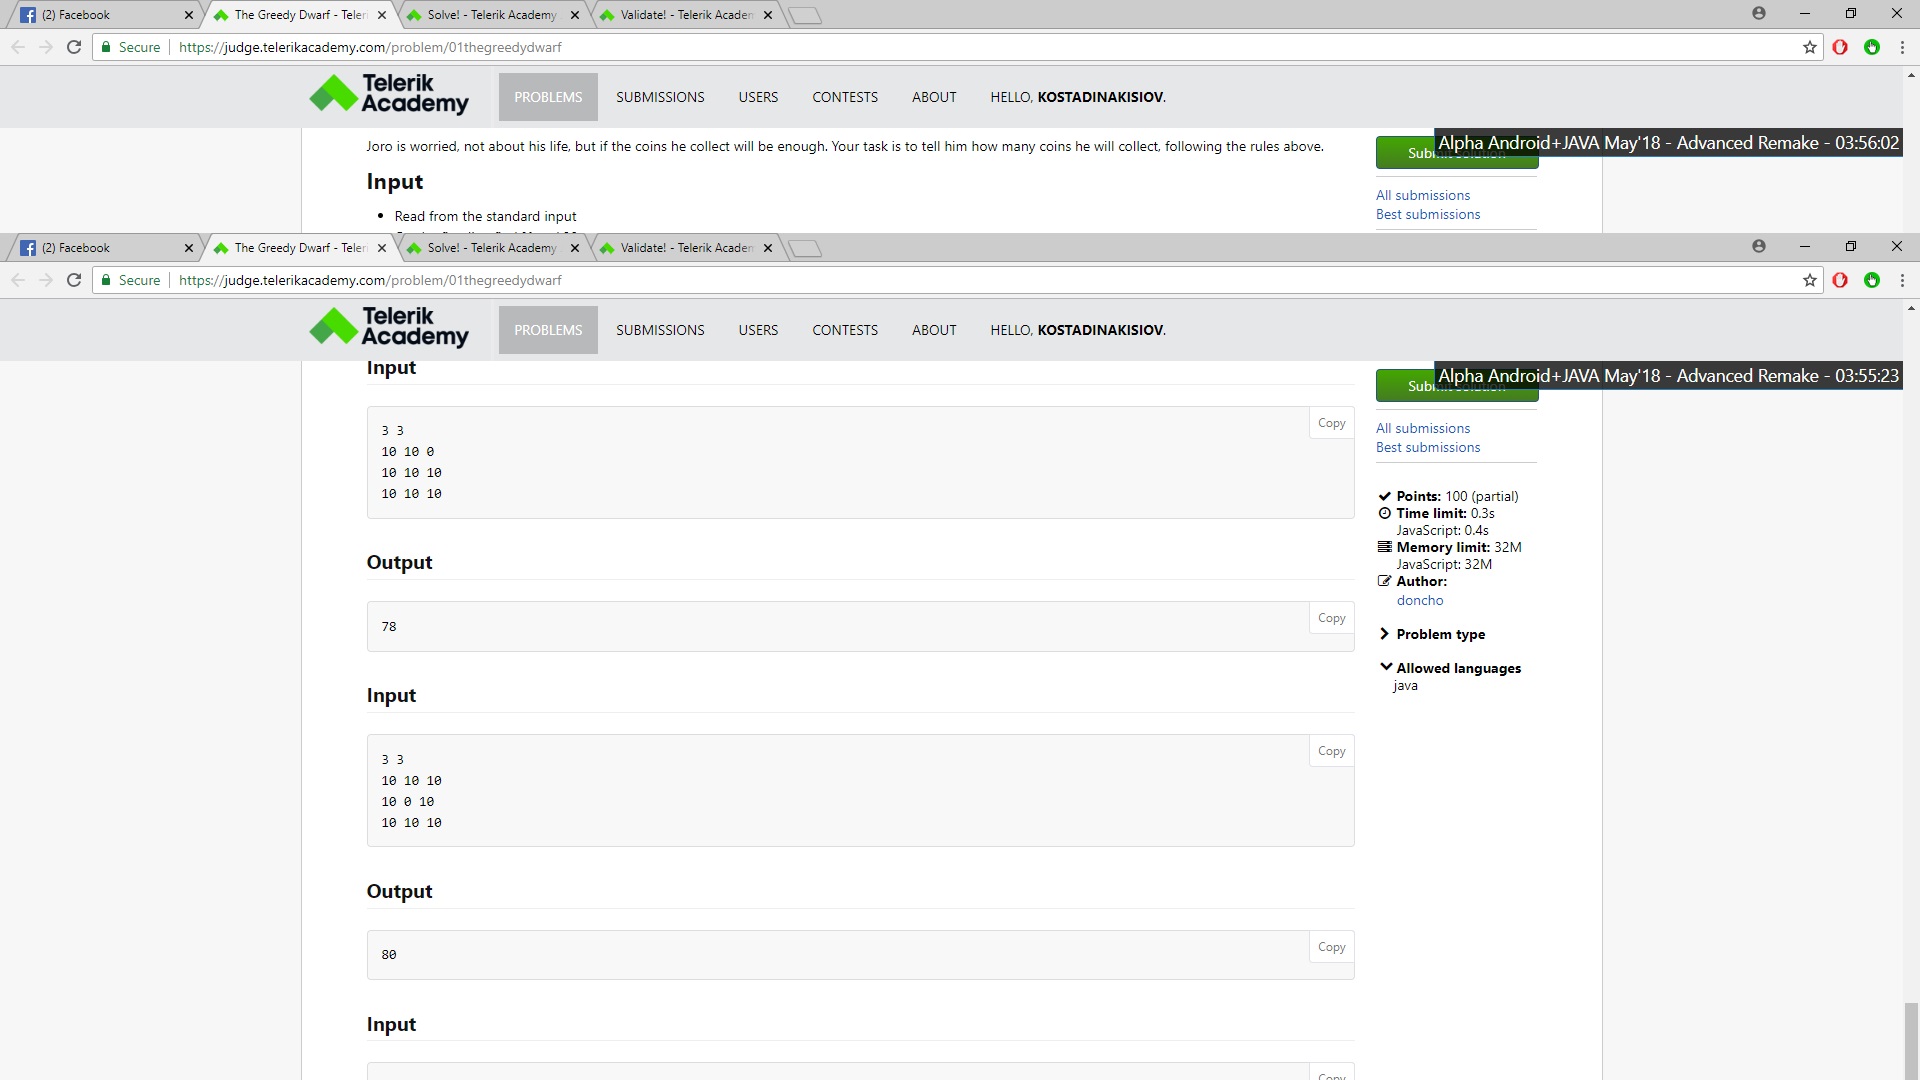 (2) Facebook
The Greedy Dwarf - Teler
Solve! - Telerik Academy
Validate! - Telerik Academ
Secure
https://judge.telerikacademy.com/problem/01thegreedydwarf
Telerik
Academy
PROBLEMS
SUBMISSIONS
USERS
CONTESTS
ABOUT
HELLO, KOSTADINAKISIOV.
Joro is worried, not about his life, but if the coins he collect will be enough. Your task is to tell him how many coins he will collect, following the rules above.
Alpha Android+JAVA May'18 - Advanced Remake - 03:56:02
Input
• Read from the standard input
All submissions
Best submissions
(2) Facebook
The Greedy Dwarf - Teler
Solve! - Telerik Academy
Validate! - Telerik Academ
Secure
https://judge.telerikacademy.com/problem/01thegreedydwarf
Telerik
Academy
PROBLEMS
SUBMISSIONS
USERS
CONTESTS
ABOUT
HELLO, KOSTADINAKISIOV.
Alpha Android+JAVA May'18 - Advanced Remake - 03:55:23
Input
Copy
3 3
10 10 0
10 10 10
10 10 10
Output
Copy
78
Input
Copy
3 3
10 10 10
10 0 10
10 10 10
Output
Copy
80
Input
Copy
All submissions
Best submissions
Points: 100 (partial)
Time limit: 0.3s
JavaScript: 0.4s
Memory limit: 32M
JavaScript: 32M
Author:
doncho
Problem type
Allowed languages
java